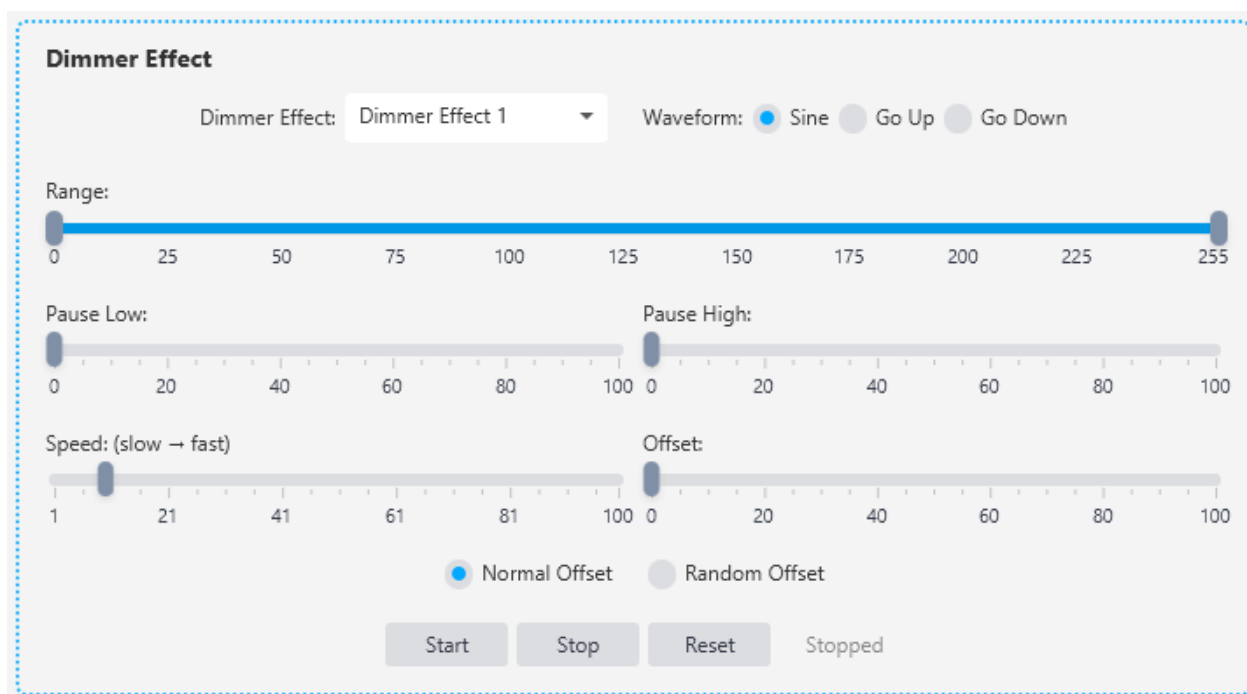 Dimmer Effect
Dimmer Effect: Dimmer Effect 1 Waveform: Sine Go Up Go Down
Range:
0 25 50 75 100 125 150 175 200 225 255
Pause Low: Pause High:
0 20 40 60 80 100 0 20 40 60 80 100
Speed: (slow → fast) Offset:
1 21 41 61 81 100 0 20 40 60 80 100
Normal Offset Random Offset
Start Stop Reset Stopped